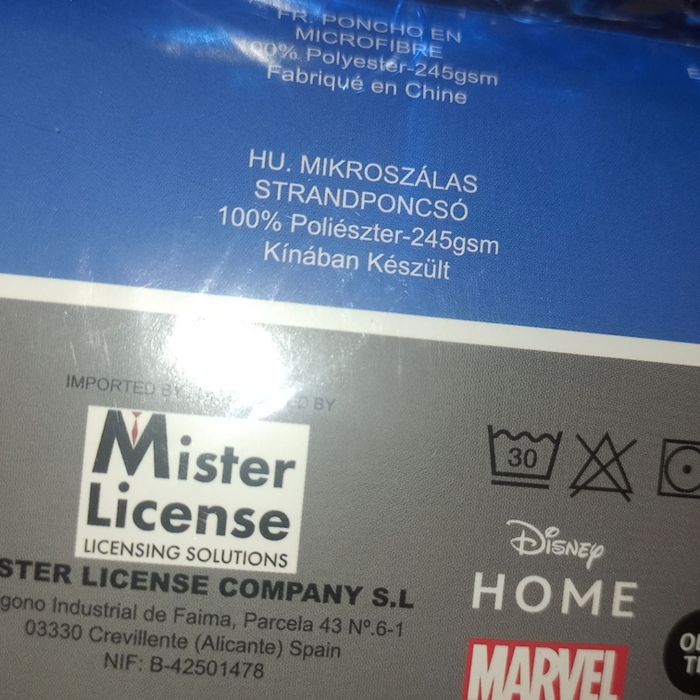 FR. PONCHO EN
MICROFIBRE
100% Polyester-245gsm
Fabriqué en Chine
HU. MIKROSZÁLAS
STRANDPONCSÓ
100% Poliészter-245gsm
Kínában Készült
IMPORTED BY
BY
Mister
License
LICENSING SOLUTIONS
STER LICENSE COMPANY S.L
gono Industrial de Faima, Parcela 43 Nº.6-1
03330 Crevillente (Alicante) Spain
NIF: B-42501478
30
Disney
HOME
MARVEL